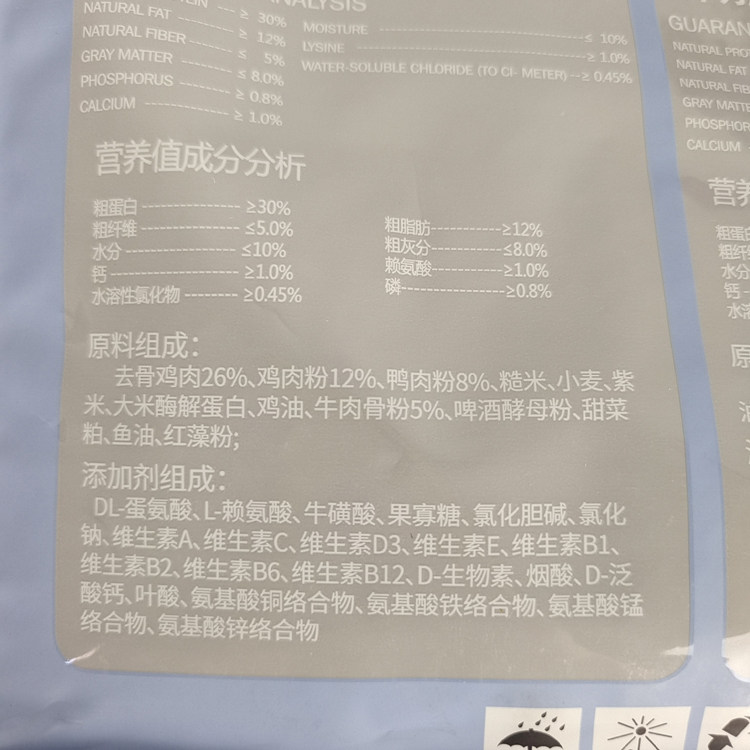 ANALYSIS
NATURAL FAT ≥ 30%
NATURAL FIBER ≥ 12%
GRAY MATTER ≤ 5%
PHOSPHORUS ≤ 8.0%
CALCIUM ≥ 0.8%
≥ 1.0%
MOISTURE ≤ 10%
LYSINE ≥ 1.0%
WATER-SOLUBLE CHLORIDE (TO CI- METER) ≥ 0.45%
营养值成分分析
粗蛋白 ≥30%
粗纤维 ≤5.0%
水分 ≤10%
钙 ≥1.0%
水溶性氯化物 ≥0.45%
粗脂肪 ≥12%
粗灰分 ≤8.0%
赖氨酸 ≥1.0%
磷 ≥0.8%
原料组成：
去骨鸡肉26%、鸡肉粉12%、鸭肉粉8%、糙米、小麦、紫
米、大米酶解蛋白、鸡油、牛肉骨粉5%、啤酒酵母粉、甜菜
粕、鱼油、红藻粉;
添加剂组成：
DL-蛋氨酸、L-赖氨酸、牛磺酸、果寡糖、氯化胆碱、氯化
钠、维生素A、维生素C、维生素D3、维生素E、维生素B1、
维生素B2、维生素B6、维生素B12、D-生物素、烟酸、D-泛
酸钙、叶酸、氨基酸铜络合物、氨基酸铁络合物、氨基酸锰
络合物、氨基酸锌络合物
GUARAN
NATURAL PRO
NATURAL FAT
NATURAL FIB
GRAY MATTE
PHOSPHOR
CALCIUM
营养
粗蛋白
粗纤
水分
钙
水溶
原